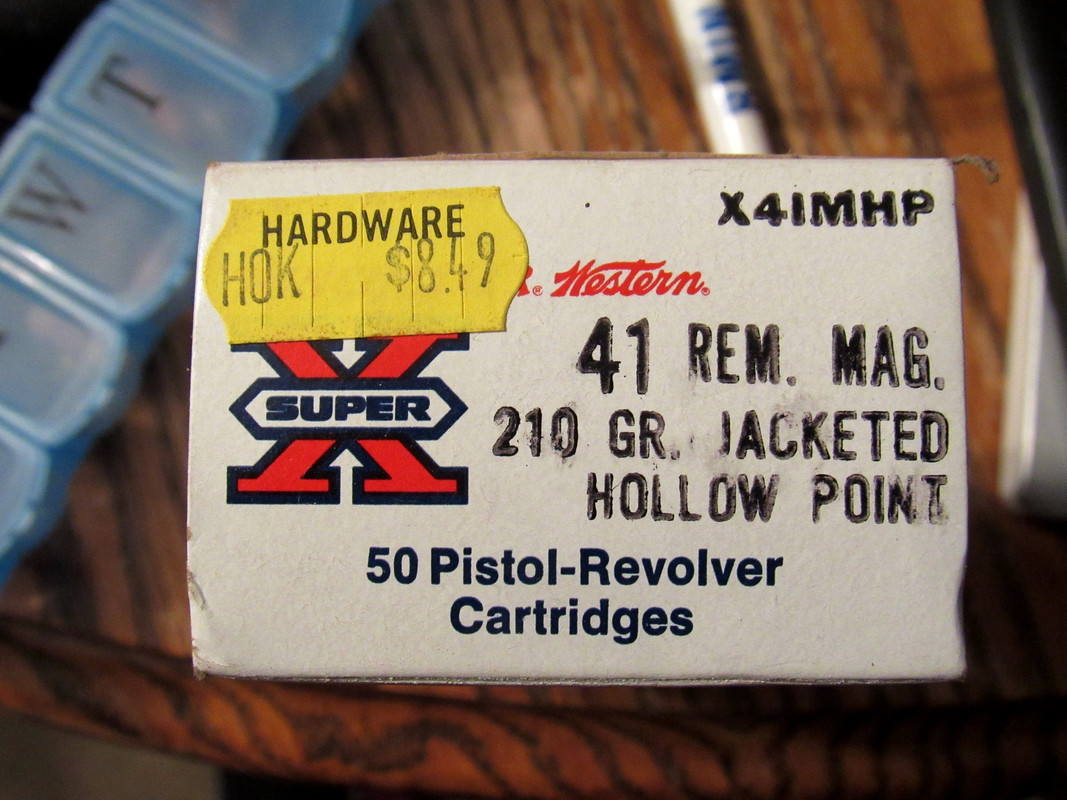 T
W
NIW
X41MHP
HARDWARE
HOK $8.49
R® Western®
41 REM. MAG.
210 GR. JACKETED
HOLLOW POINT
SUPER
X
50 Pistol-Revolver
Cartridges